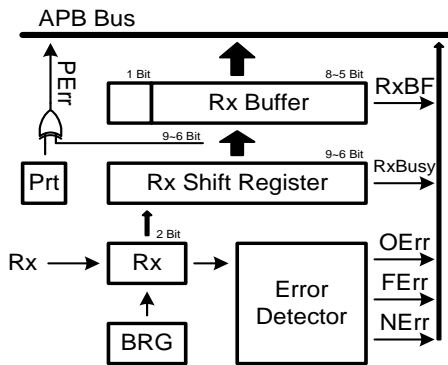 APB Bus
PErr
1 Bit
8~5 Bit
Rx Buffer
RxBF
9~6 Bit
9~6 Bit
Prt
Rx Shift Register
RxBusy
2 Bit
Rx
Rx
OErr
Error
Detector
FErr
NErr
BRG